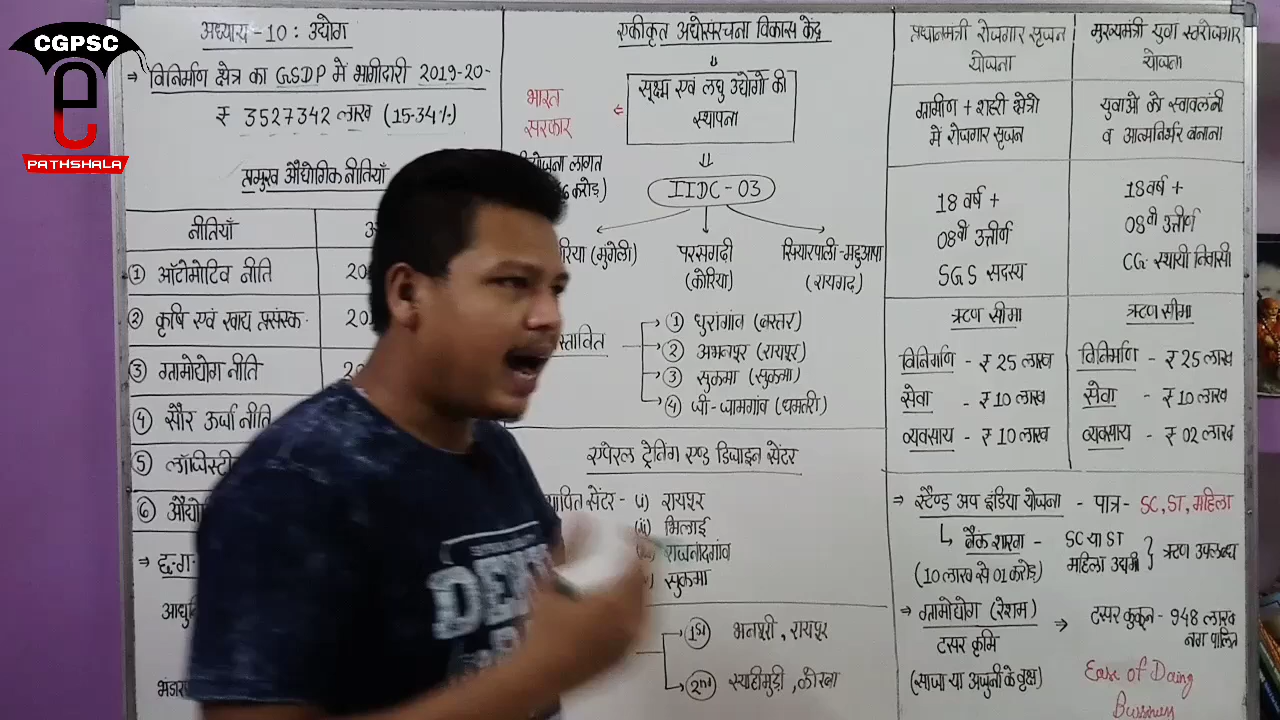 CGPSC
PATHSHALA
अध्याय - 10 : उद्योग
⇒ विनिर्माण क्षेत्र का GSDP में भागीदारी 2019-20-
₹ 3527342 लाख (15.34%)
प्रमुख औद्योगिक नीतियाँ
नीतियाँ
① ऑटोमोटिव नीति
② कृषि एवं खाद्य प्रसंस्क.
③ ग्रामोद्योग नीति
④ सौर ऊर्जा नीति
⑤
⑥
⇒ छ.ग.
एकीकृत अधोसंरचना विकास केंद्र
सूक्ष्म एवं लघु उद्योगों की
स्थापना
भारत
सरकार
लागत
करोड़)
IIDC - 03
(मुंगेली)
परसगढ़ी
(कोरिया)
सियारपाली-महुआपा
(रायगढ़)
① धुरागांव (बस्तर)
② अभनपुर (रायपुर)
③ सुकमा (सुकमा)
④ जी-जामगांव (धमतरी)
एपेरल ट्रेनिंग एण्ड डिजाइन सेंटर
सेंटर - (i) रायपुर
(ii) भिलाई
राजनांदगांव
सुकमा
1st भनपुरी, रायपुर
2nd स्याहीमुड़ी, कोरबा
प्रधानमंत्री रोजगार सृजन
योजना
ग्रामीण + शहरी क्षेत्रो
में रोजगार सृजन
18 वर्ष +
08वी उत्तीर्ण
SGS सदस्य
ऋण सीमा
विनिर्माण - ₹ 25 लाख
सेवा - ₹ 10 लाख
व्यवसाय - ₹ 10 लाख
मुख्यमंत्री युवा स्वरोजगार
योजना
युवाओ को स्वावलंबी
व आत्मनिर्भर बनाना
18 वर्ष +
08वी उत्तीर्ण
CG स्थायी निवासी
ऋण सीमा
विनिर्माण - ₹ 25 लाख
सेवा - ₹ 10 लाख
व्यवसाय - ₹ 02 लाख
⇒ स्टैण्ड अप इंडिया योजना - पात्र - SC, ST, महिला
बैंक शाखा - SC या ST
महिला उद्यमी } ऋण उपलब्ध
(10 लाख से 01 करोड़)
⇒ ग्रामोद्योग (रेशम) ⇒ टसर कुकून - 948 लाख
नग पालित
टसर कृमि
(साजा या अर्जुनी के वृक्ष)
Ease of Doing
Bussiness